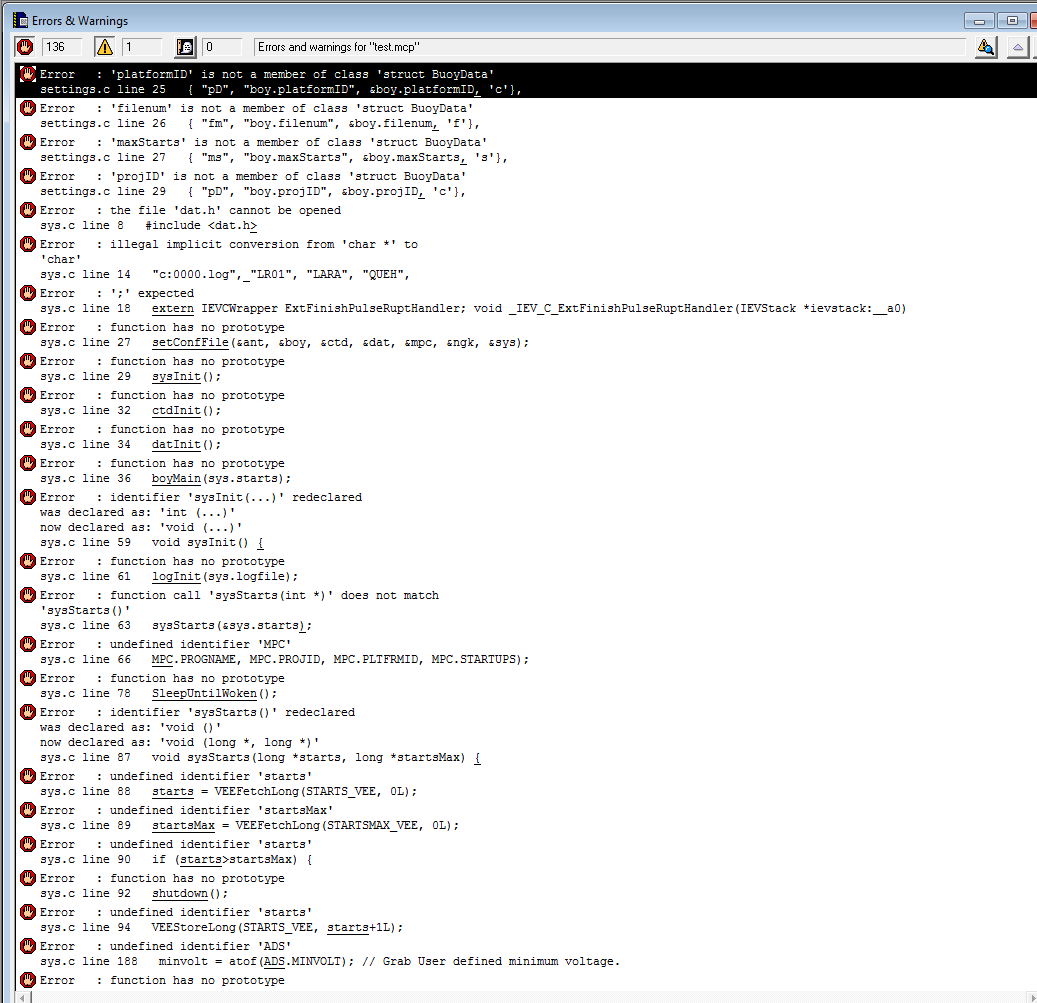 Errors & Warnings
136 1 0 Errors and warnings for "test.mcp"
Error : 'platformID' is not a member of class 'struct BuoyData'
settings.c line 25 { "pD", "boy.platformID", &boy.platformID, 'c'},
Error : 'filenum' is not a member of class 'struct BuoyData'
settings.c line 26 { "fm", "boy.filenum", &boy.filenum, 'f'},
Error : 'maxStarts' is not a member of class 'struct BuoyData'
settings.c line 27 { "ms", "boy.maxStarts", &boy.maxStarts, 's'},
Error : 'projID' is not a member of class 'struct BuoyData'
settings.c line 29 { "pD", "boy.projID", &boy.projID, 'c'},
Error : the file 'dat.h' cannot be opened
sys.c line 8 #include <dat.h>
Error : illegal implicit conversion from 'char *' to
'char'
sys.c line 14 "c:0000.log", "LR01", "LARA", "QUEH",
Error : ';' expected
sys.c line 18 extern IEVCWrapper ExtFinishPulseRuptHandler; void _IEV_C_ExtFinishPulseRuptHandler(IEVStack *ievstack:__a0)
Error : function has no prototype
sys.c line 27 setConfFile(&ant, &boy, &ctd, &dat, &mpc, &ngk, &sys);
Error : function has no prototype
sys.c line 29 sysInit();
Error : function has no prototype
sys.c line 32 ctdInit();
Error : function has no prototype
sys.c line 34 datInit();
Error : function has no prototype
sys.c line 36 boyMain(sys.starts);
Error : identifier 'sysInit(...)' redeclared
was declared as: 'int (...)'
now declared as: 'void (...)'
sys.c line 59 void sysInit() {
Error : function has no prototype
sys.c line 61 logInit(sys.logfile);
Error : function call 'sysStarts(int *)' does not match
'sysStarts()'
sys.c line 63 sysStarts(&sys.starts);
Error : undefined identifier 'MPC'
sys.c line 66 MPC.PROGNAME, MPC.PROJID, MPC.PLTFRMID, MPC.STARTUPS);
Error : function has no prototype
sys.c line 78 SleepUntilWoken();
Error : identifier 'sysStarts()' redeclared
was declared as: 'void ()'
now declared as: 'void (long *, long *)'
sys.c line 87 void sysStarts(long *starts, long *startsMax) {
Error : undefined identifier 'starts'
sys.c line 88 starts = VEEFetchLong(STARTS_VEE, 0L);
Error : undefined identifier 'startsMax'
sys.c line 89 startsMax = VEEFetchLong(STARTSMAX_VEE, 0L);
Error : undefined identifier 'starts'
sys.c line 90 if (starts>startsMax) {
Error : function has no prototype
sys.c line 92 shutdown();
Error : undefined identifier 'starts'
sys.c line 94 VEEStoreLong(STARTS_VEE, starts+1L);
Error : undefined identifier 'ADS'
sys.c line 188 minvolt = atof(ADS.MINVOLT); // Grab User defined minimum voltage.
Error : function has no prototype